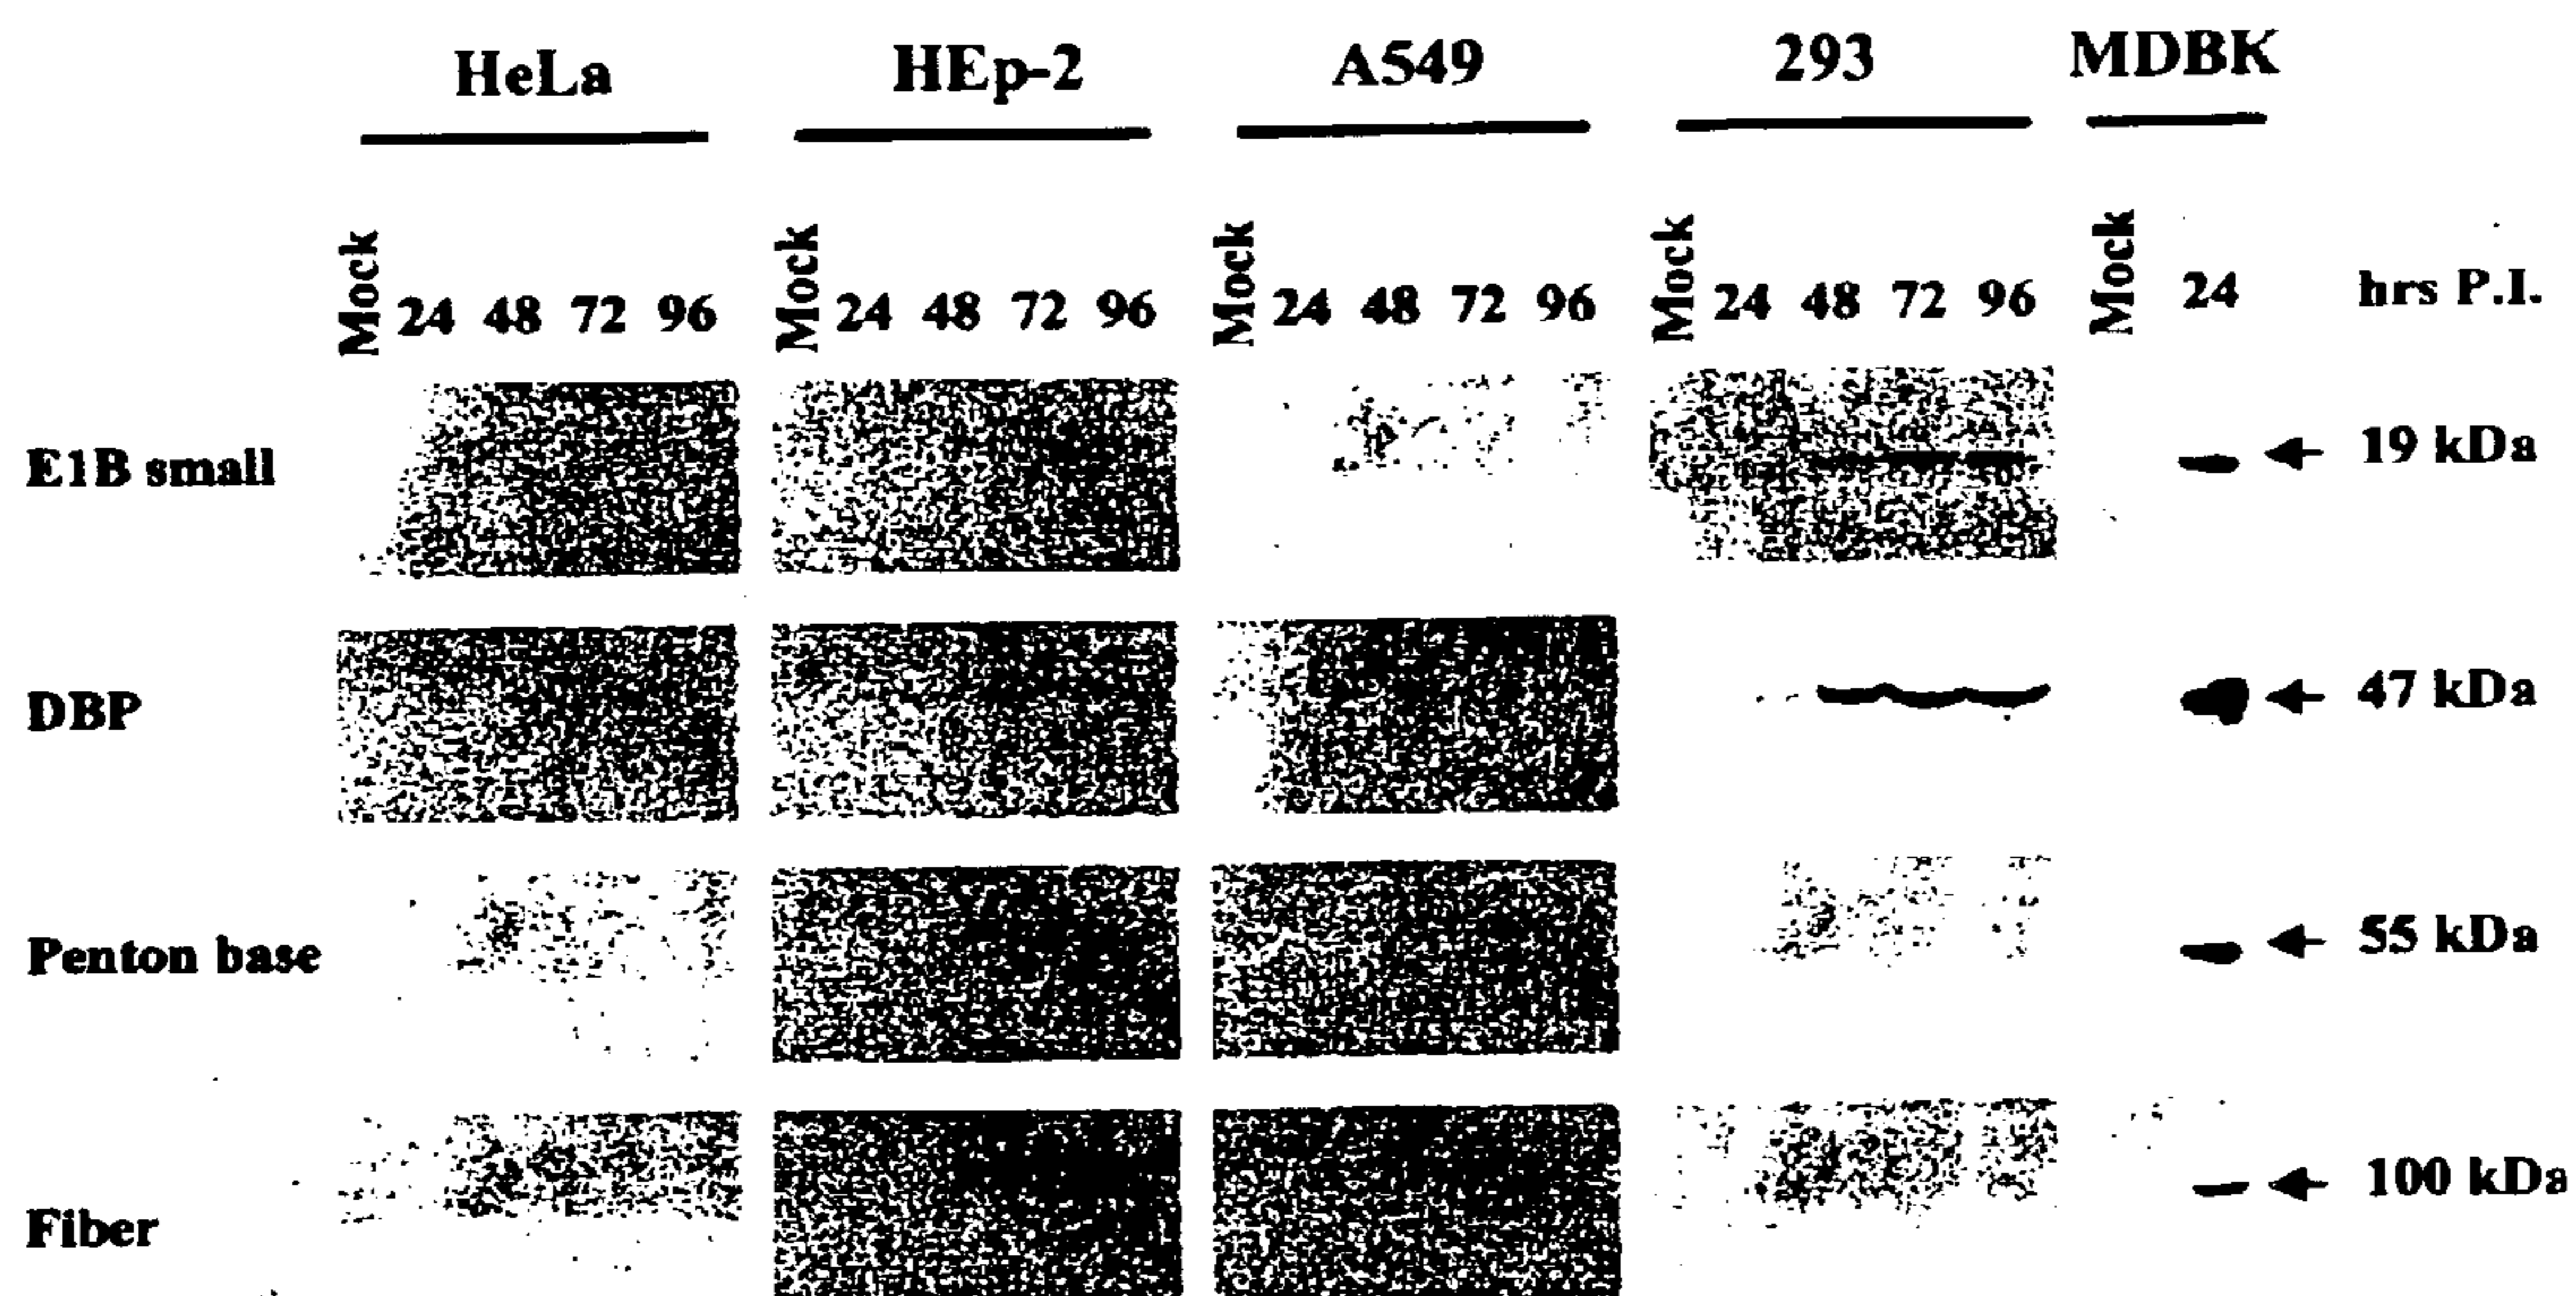 HeLa HEp-2 A549 293 MDBK
Mock 24 48 72 96 Mock 24 48 72 96 Mock 24 48 72 96 Mock 24 48 72 96 Mock 24 hrs P.I.
E1B small 19 kDa
DBP 47 kDa
Penton base 55 kDa
Fiber 100 kDa